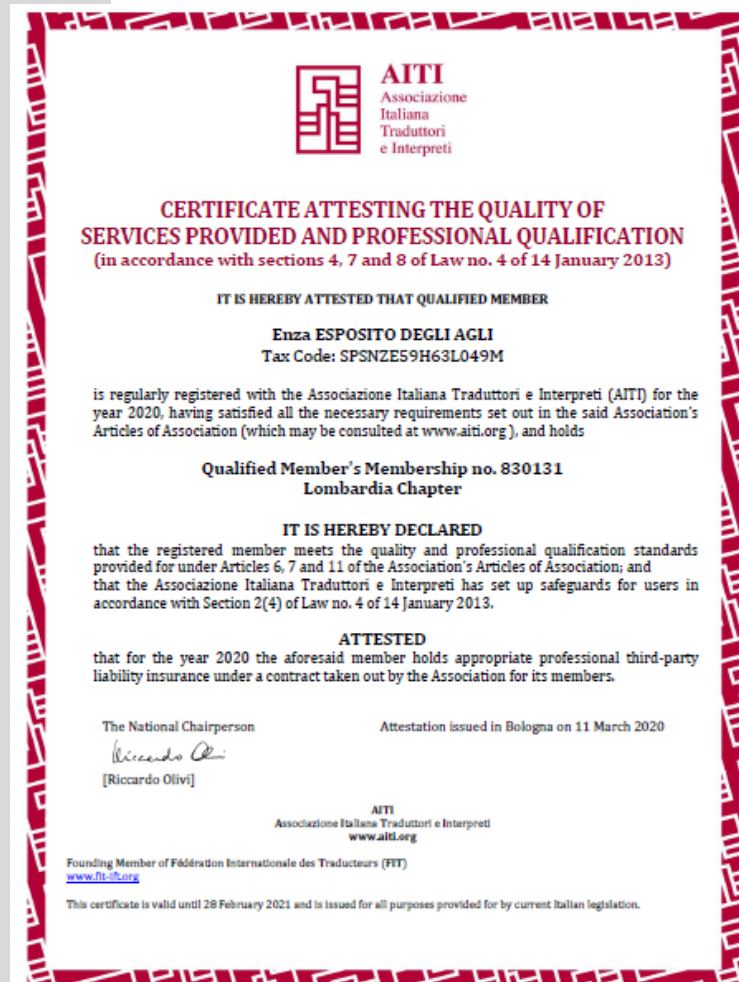 AITI
Associazione
Italiana
Traduttori
e Interpreti
CERTIFICATE ATTESTING THE QUALITY OF
SERVICES PROVIDED AND PROFESSIONAL QUALIFICATION
(in accordance with sections 4, 7 and 8 of Law no. 4 of 14 January 2013)
IT IS HEREBY ATTESTED THAT QUALIFIED MEMBER
Enza ESPOSITO DEGLI AGLI
Tax Code: SPSNZE59H63L049M
is regularly registered with the Associazione Italiana Traduttori e Interpreti (AITI) for the
year 2020, having satisfied all the necessary requirements set out in the said Association's
Articles of Association (which may be consulted at www.aiti.org ), and holds
Qualified Member's Membership no. 830131
Lombardia Chapter
IT IS HEREBY DECLARED
that the registered member meets the quality and professional qualification standards
provided for under Articles 6, 7 and 11 of the Association's Articles of Association; and
that the Associazione Italiana Traduttori e Interpreti has set up safeguards for users in
accordance with Section 2(4) of Law no. 4 of 14 January 2013.
ATTESTED
that for the year 2020 the aforesaid member holds appropriate professional third-party
liability insurance under a contract taken out by the Association for its members.
The National Chairperson Attestation issued in Bologna on 11 March 2020
Riccardo Olivi
[Riccardo Olivi]
AITI
Associazione Italiana Traduttori e Interpreti
www.aiti.org
Founding Member of Fédération Internationale des Traducteurs (FIT)
www.fit-ift.org
This certificate is valid until 28 February 2021 and is issued for all purposes provided for by current Italian legislation.